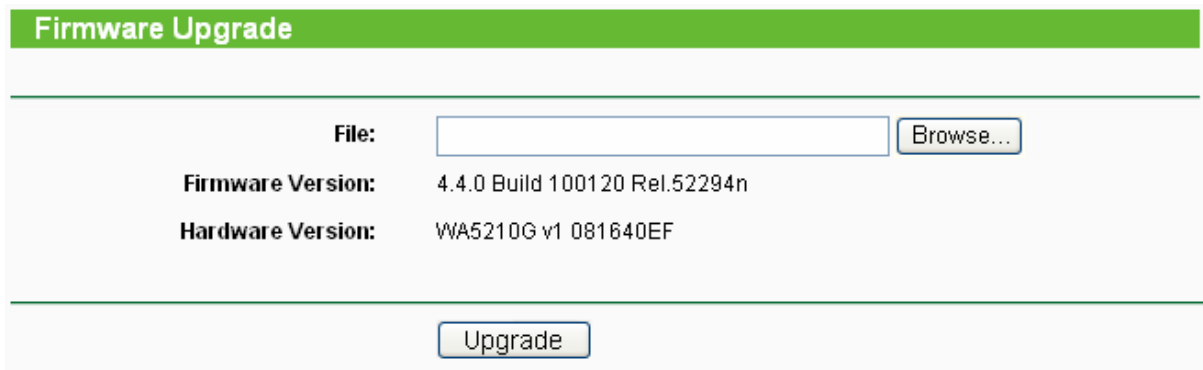 Firmware Upgrade
File: Browse...
Firmware Version: 4.4.0 Build 100120 Rel.52294n
Hardware Version: WA5210G v1 081640EF
Upgrade